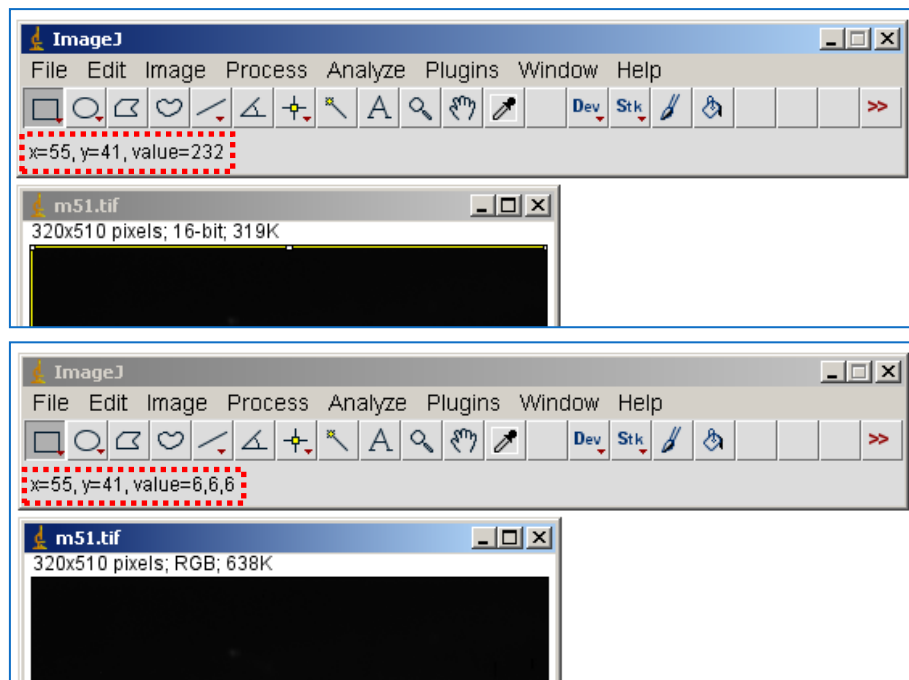 ImageJ
File Edit Image Process Analyze Plugins Window Help
A Dev Stk >>
x=55, y=41, value=232
m51.tif
320x510 pixels; 16-bit; 319K
ImageJ
File Edit Image Process Analyze Plugins Window Help
A Dev Stk >>
x=55, y=41, value=6,6,6
m51.tif
320x510 pixels; RGB; 638K